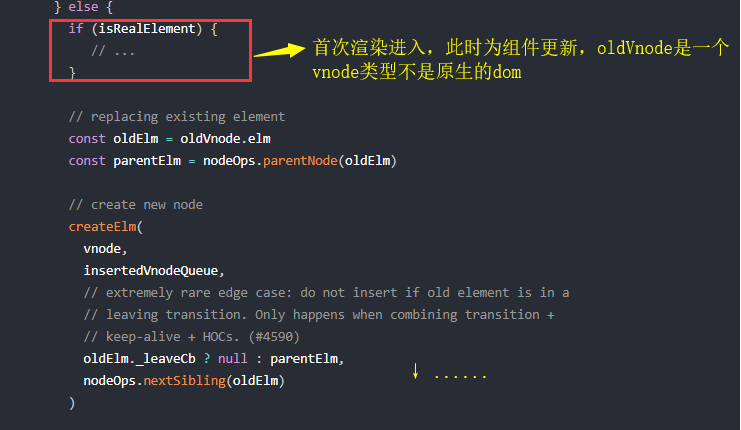 } else {
if (isRealElement) {
// ...
}
首次渲染进入，此时为组件更新，oldVnode是一个
vnode类型不是原生的dom
// replacing existing element
const oldElm = oldVnode.elm
const parentElm = nodeOps.parentNode(oldElm)
// create new node
createElm(
vnode,
insertedVnodeQueue,
// extremely rare edge case: do not insert if old element is in a
// leaving transition. Only happens when combining transition +
// keep-alive + HOCs. (#4590)
oldElm._leaveCb ? null : parentElm,
nodeOps.nextSibling(oldElm)
↓ ......
)